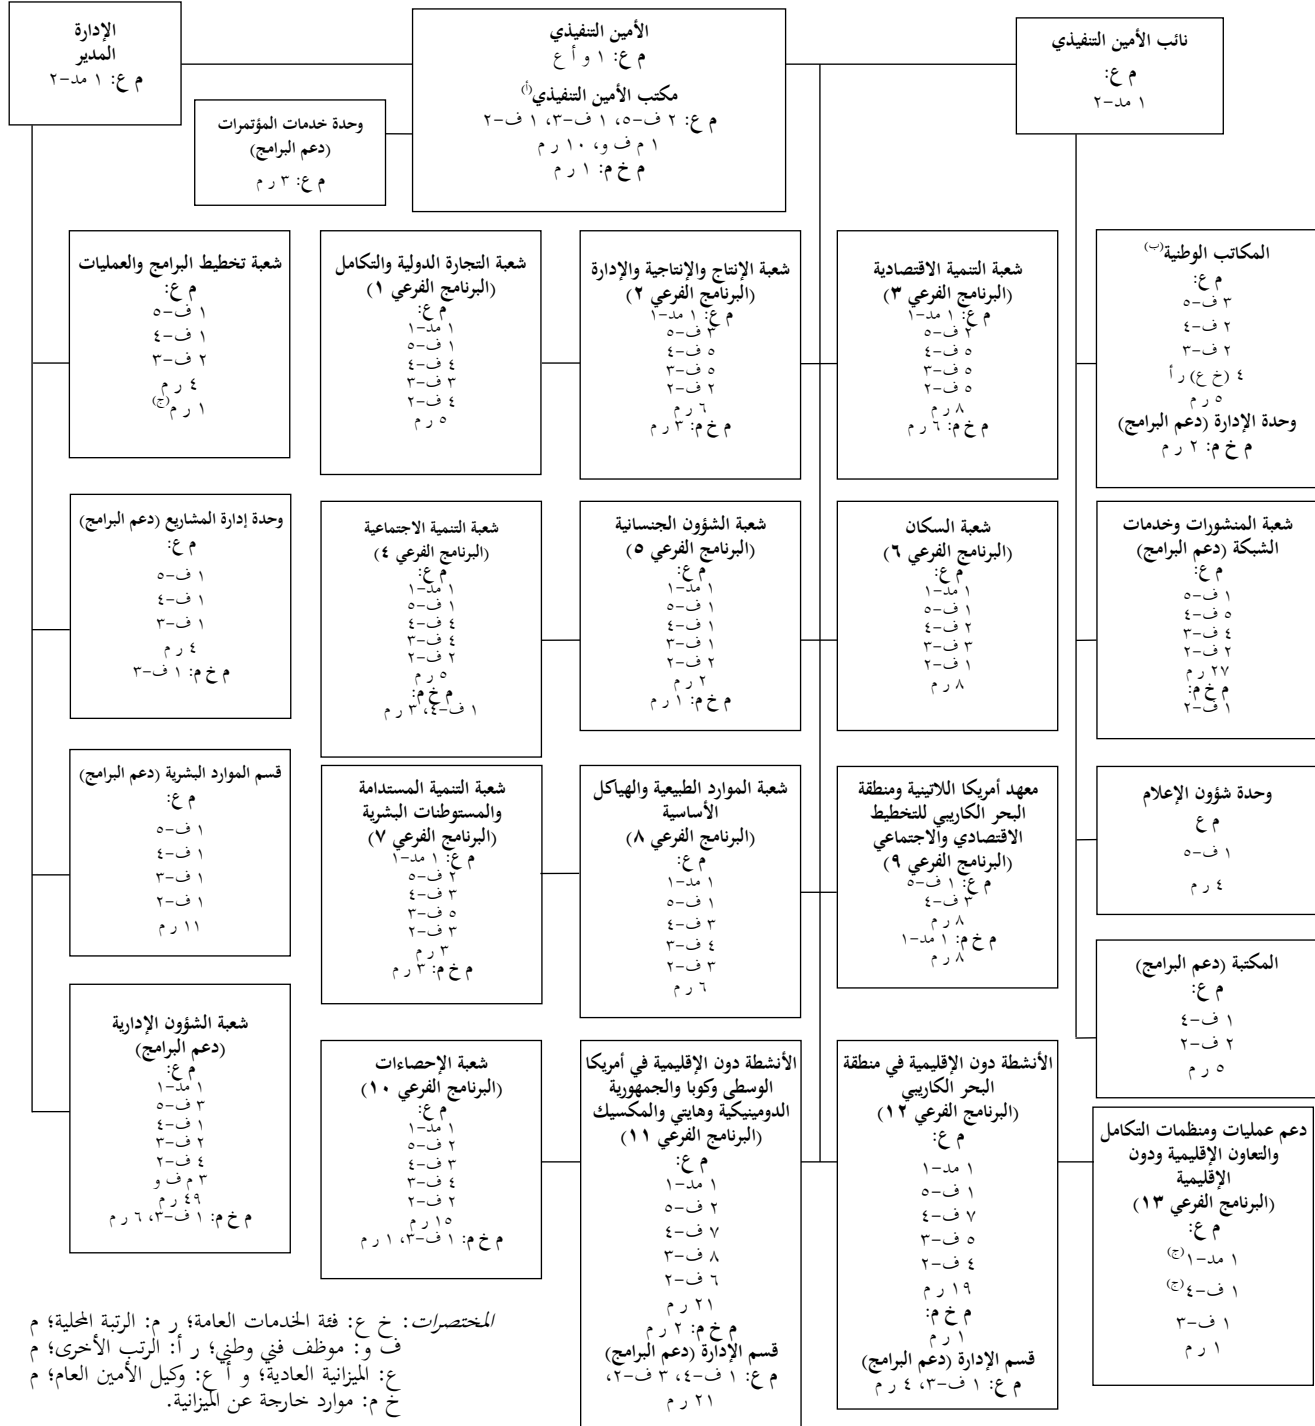 الإدارة
المدير
م ع: ١ مد-٢
الأمين التنفيذي
م ع: ١ و أ ع
مكتب الأمين التنفيذي(أ)
م ع: ٢ ف-٥، ١ ف-٣، ١ ف-٢
١ م ف و، ١٠ ر م
م خ م: ١ ر م
نائب الأمين التنفيذي
م ع:
١ مد-٢
وحدة خدمات المؤتمرات
(دعم البرامج)
م ع: ٣ ر م
شعبة تخطيط البرامج والعمليات
م ع:
١ ف-٥
١ ف-٤
٢ ف-٣
٤ ر م
١ ر م(ج)
شعبة التجارة الدولية والتكامل
(البرنامج الفرعي ١)
م ع:
١ مد-١
١ ف-٥
٤ ف-٤
٣ ف-٣
٤ ف-٢
٥ ر م
شعبة الإنتاج والإنتاجية والإدارة
(البرنامج الفرعي ٢)
م ع: ١ مد-١
٣ ف-٥
٥ ف-٤
٥ ف-٣
٢ ف-٢
٦ ر م
م خ م: ٣ ر م
شعبة التنمية الاقتصادية
(البرنامج الفرعي ٣)
م ع: ١ مد-١
٢ ف-٥
٥ ف-٤
٥ ف-٣
٥ ف-٢
٨ ر م
م خ م: ٦ ر م
المكاتب الوطنية(ب)
م ع:
٣ ف-٥
٢ ف-٤
٢ ف-٣
٤ (خ ع) ر أ
٥ ر م
وحدة الإدارة (دعم البرامج)
م خ م: ٢ ر م
وحدة إدارة المشاريع (دعم البرامج)
م ع:
١ ف-٥
١ ف-٤
١ ف-٣
٤ ر م
م خ م: ١ ف-٣
شعبة التنمية الاجتماعية
(البرنامج الفرعي ٤)
م ع:
١ مد-١
١ ف-٥
٤ ف-٤
٤ ف-٣
٢ ف-٢
٥ ر م
م خ م:
١ ف-٤، ٣ ر م
شعبة الشؤون الجنسانية
(البرنامج الفرعي ٥)
م ع:
١ مد-١
١ ف-٥
١ ف-٤
١ ف-٣
٢ ف-٢
٢ ر م
م خ م: ١ ر م
شعبة السكان
(البرنامج الفرعي ٦)
م ع:
١ مد-١
١ ف-٥
٢ ف-٤
٣ ف-٣
١ ف-٢
٨ ر م
شعبة المنشورات وخدمات
الشبكة (دعم البرامج)
م ع:
١ ف-٥
٥ ف-٤
٤ ف-٣
٢ ف-٢
٢٧ ر م
م خ م:
١ ف-٢
قسم الموارد البشرية (دعم البرامج)
م ع:
١ ف-٥
١ ف-٤
١ ف-٣
١ ف-٢
١١ ر م
شعبة التنمية المستدامة
والمستوطنات البشرية
(البرنامج الفرعي ٧)
م ع: ١ مد-١
٢ ف-٥
٣ ف-٤
٥ ف-٣
٣ ف-٢
٣ ر م
م خ م: ٣ ر م
شعبة الموارد الطبيعية والهياكل
الأساسية
(البرنامج الفرعي ٨)
م ع:
١ مد-١
١ ف-٥
٣ ف-٤
٤ ف-٣
٣ ف-٢
٦ ر م
معهد أمريكا اللاتينية ومنطقة
البحر الكاريبي للتخطيط
الاقتصادي والاجتماعي
(البرنامج الفرعي ٩)
م ع: ١ ف-٥
٣ ف-٤
٨ ر م
م خ م: ١ مد-١
٨ ر م
وحدة شؤون الإعلام
م ع
١ ف-٥
٤ ر م
المكتبة (دعم البرامج)
م ع:
١ ف-٤
٢ ف-٢
٥ ر م
شعبة الشؤون الإدارية
(دعم البرامج)
م ع:
١ مد-١
٣ ف-٥
١ ف-٤
٢ ف-٣
٤ ف-٢
٣ م ف و
٤٩ ر م
م خ م: ١ ف-٣، ٦ ر م
شعبة الإحصاءات
(البرنامج الفرعي ١٠)
م ع:
١ مد-١
٢ ف-٥
٣ ف-٤
٤ ف-٣
٢ ف-٢
١٥ ر م
م خ م: ١ ف-٣، ١ ر م
الأنشطة دون الإقليمية في أمريكا
الوسطى وكوبا والجمهورية
الدومينيكية وهايتي والمكسيك
(البرنامج الفرعي ١١)
م ع:
١ مد-١
٢ ف-٥
٧ ف-٤
٨ ف-٣
٦ ف-٢
٢١ ر م
م خ م: ٢ ر م
قسم الإدارة (دعم البرامج)
م ع: ١ ف-٤، ٣ ف-٢،
٢١ ر م
الأنشطة دون الإقليمية في منطقة
البحر الكاريبي
(البرنامج الفرعي ١٢)
م ع:
١ مد-١
١ ف-٥
٧ ف-٤
٥ ف-٣
٤ ف-٢
١٩ ر م
م خ م:
١ ر م
قسم الإدارة (دعم البرامج)
م ع: ١ ف-٣، ٤ ر م
دعم عمليات ومنظمات التكامل
والتعاون الإقليمية ودون
الإقليمية
(البرنامج الفرعي ١٣)
م ع:
١ مد-١(ج)
١ ف-٤(ج)
١ ف-٣
١ ر م
المختصرات: خ ع: فئة الخدمات العامة؛ ر م: الرتبة المحلية؛ م
ف و: موظف فني وطني؛ ر أ: الرتب الأخرى؛ م
ع: الميزانية العادية؛ و أ ع: وكيل الأمين العام؛ م
خ م: موارد خارجة عن الميزانية.